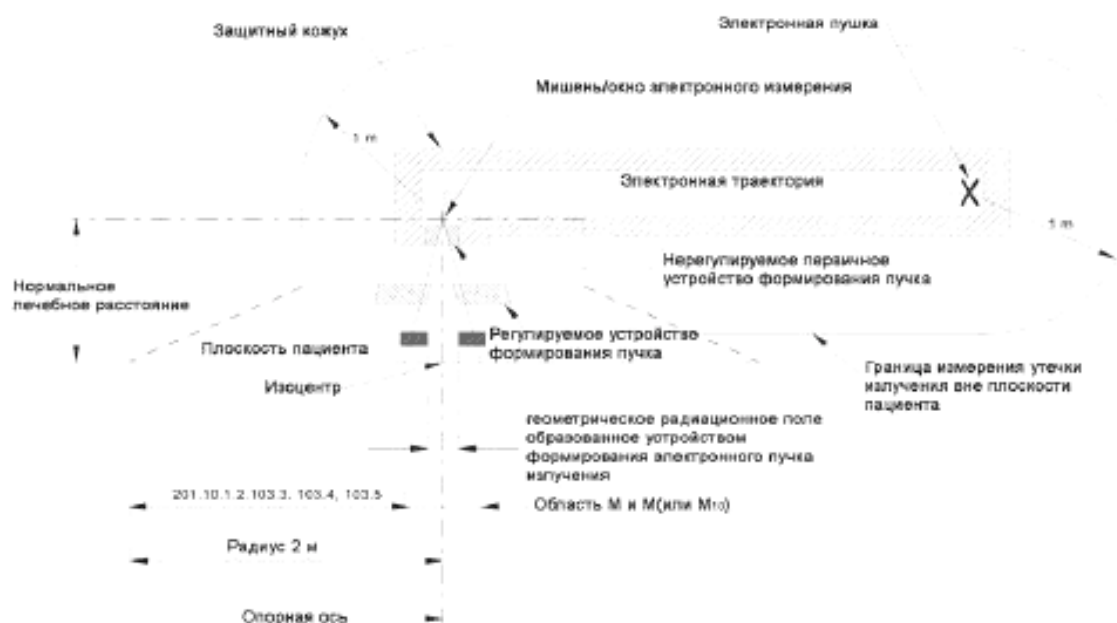 Защитный кожух
Электронная пушка
Мишень/окно электронного измерения
1 m
Электронная траектория
X
1 m
Нерегулируемое первичное
устройство формирования пучка
Нормальное
лечебное расстояние
Плоскость пациента
Регулируемое устройство
формирования пучка
Изоцентр
Граница измерения утечки
излучения вне плоскости
пациента
геометрическое радиационное поле
образованное устройством
формирования электронного пучка
излучения
201.10.1.2.103.3, 103.4, 103.5
Область М и М(или М10)
Радиус 2 м
Опорная ось